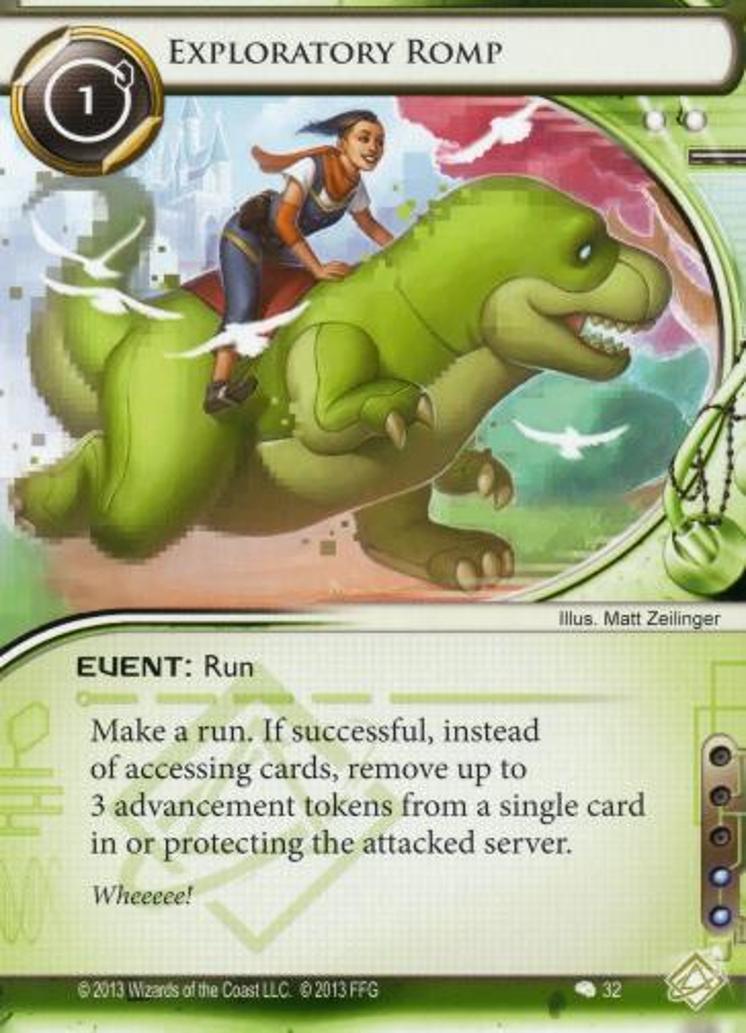 Exploratory Romp
1
Illus. Matt Zeilinger
EVENT: Run
Make a run. If successful, instead
of accessing cards, remove up to
3 advancement tokens from a single card
in or protecting the attacked server.
Wheeeee!
© 2013 Wizards of the Coast LLC. © 2013 FFG
32